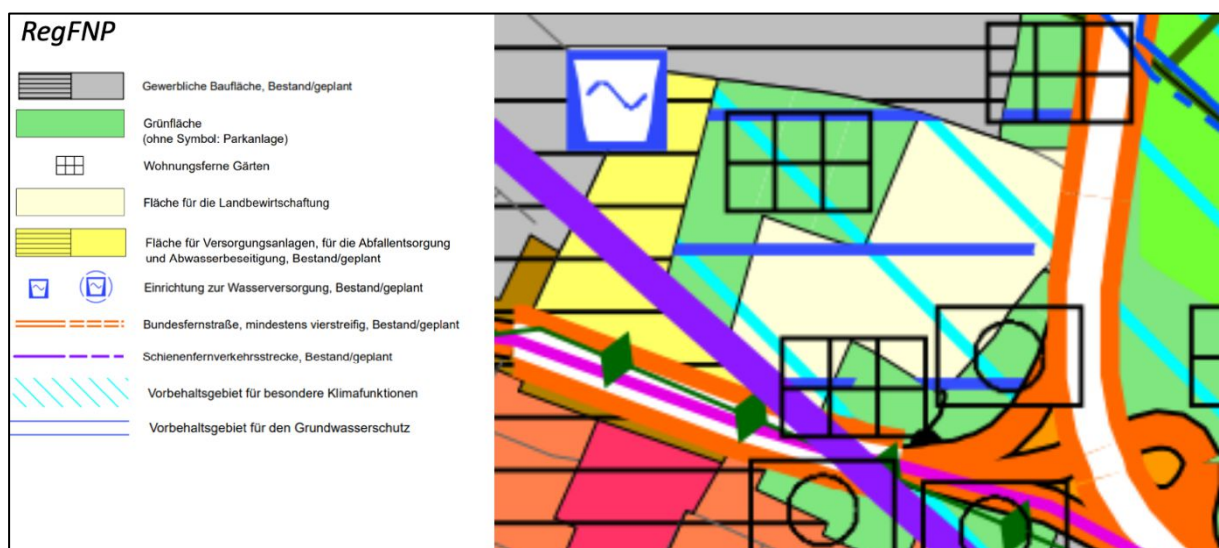 RegFNP
Gewerbliche Baufläche, Bestand/geplant
Grünfläche
(ohne Symbol: Parkanlage)
Wohnungsferne Gärten
Fläche für die Landbewirtschaftung
Fläche für Versorgungsanlagen, für die Abfallentsorgung
und Abwasserbeseitigung, Bestand/geplant
Einrichtung zur Wasserversorgung, Bestand/geplant
Bundesfernstraße, mindestens vierstreifig, Bestand/geplant
Schienenfernverkehrsstrecke, Bestand/geplant
Vorbehaltsgebiet für besondere Klimafunktionen
Vorbehaltsgebiet für den Grundwasserschutz